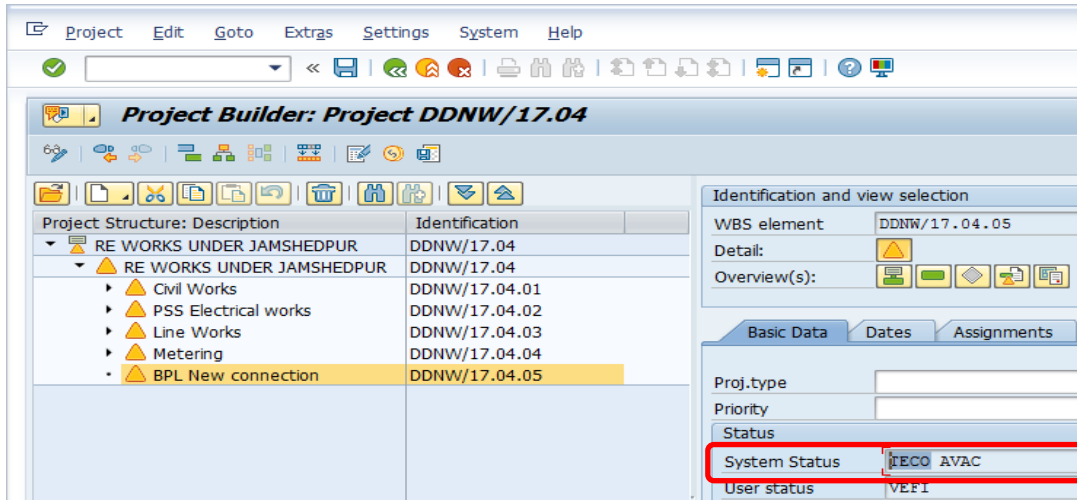 Project Edit Goto Extras Settings System Help
Project Builder: Project DDNW/17.04
Project Structure: Description Identification
RE WORKS UNDER JAMSHEDPUR DDNW/17.04
RE WORKS UNDER JAMSHEDPUR DDNW/17.04
Civil Works DDNW/17.04.01
PSS Electrical works DDNW/17.04.02
Line Works DDNW/17.04.03
Metering DDNW/17.04.04
BPL New connection DDNW/17.04.05
Identification and view selection
WBS element DDNW/17.04.05
Detail:
Overview(s):
Basic Data Dates Assignments
Proj.type
Priority
Status
System Status TECO AVAC
User status VEFI